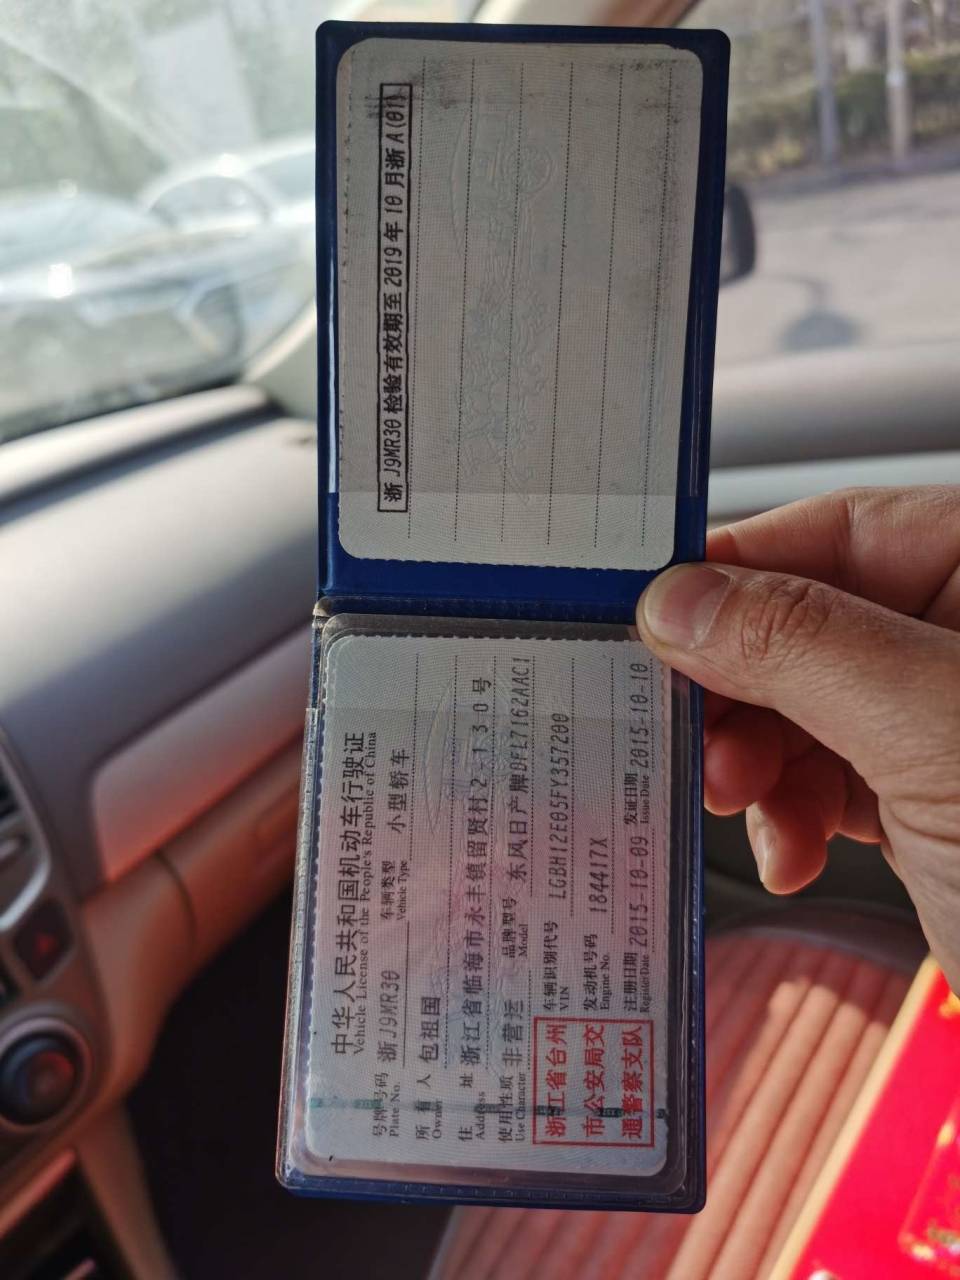 浙J9MR30检验有效期至2019年10月浙A(01)
中华人民共和国机动车行驶证
Vehicle License of the People's Republic of China
号牌号码 浙J9MR30 车辆类型 小型轿车
Plate No. Vehicle Type
所有人 包祖国
Owner
住址 浙江省临海市永丰镇留贤村2-130号
Address
使用性质 非营运 品牌型号 东风日产牌DFL7162AAC1
Use Character Model
浙江省台州
市公安局交
通警察支队
车辆识别代号 LGBH12E05FY357200
VIN
发动机号码 184417X
Engine No.
注册日期 2015-10-09 发证日期 2015-10-10
Register Date Issue Date